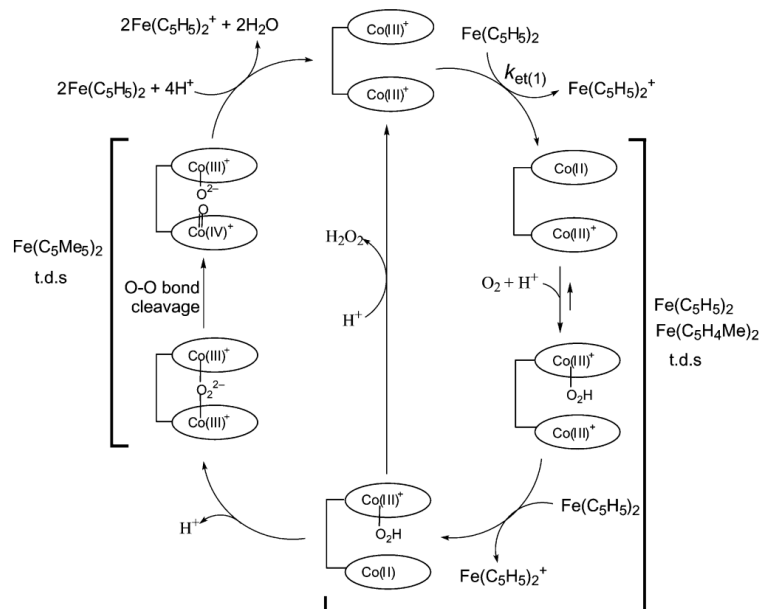 2Fe(C₅H₅)₂⁺ + 2H₂O
2Fe(C₅H₅)₂ + 4H⁺
Co(III)⁺
Co(III)⁺
Fe(C₅H₅)₂
kₑₜ₍₁₎
Fe(C₅H₅)₂⁺
Co(II)
Co(III)⁺
O₂ + H⁺
Co(III)⁺
O₂H
Co(III)⁺
Fe(C₅H₅)₂
Fe(C₅H₄Me)₂
t.d.s
Fe(C₅H₅)₂
Fe(C₅H₅)₂⁺
Co(III)⁺
O₂H
Co(II)
H₂O₂
H⁺
H⁺
Co(III)⁺
O₂²⁻
Co(III)⁺
O-O bond
cleavage
Co(III)⁺
O²⁻
O
Co(IV)⁺
Fe(C₅Me₅)₂
t.d.s